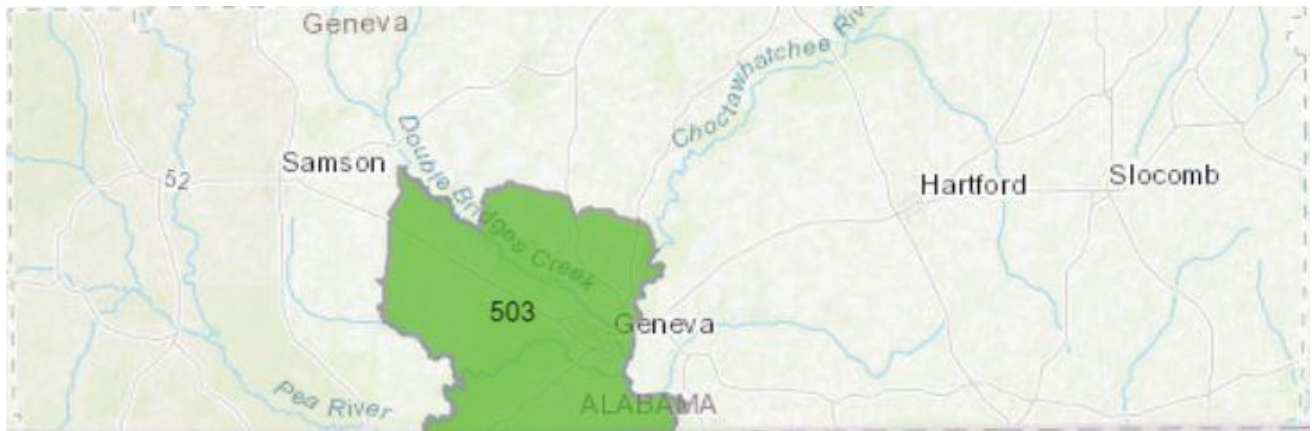 Geneva
Choctawhatchee River
Double Bridges Creek
Samson
52
Hartford
Slocomb
503
Geneva
Pea River
ALABAMA